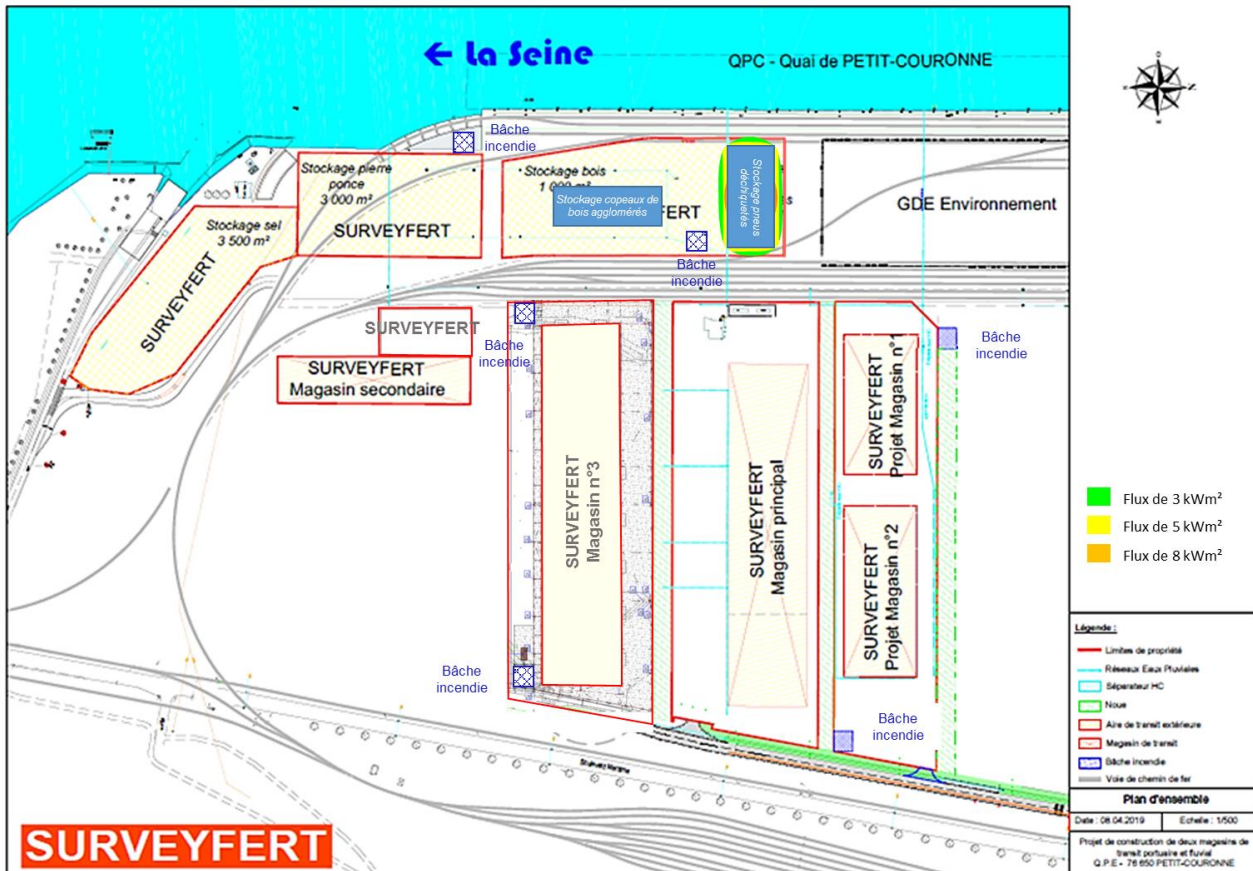 ← La Seine
QPC - Quai de PETIT-COURONNE
Bâche
incendie
Stockage pierre
ponce
3 000 m²
SURVEYFERT
Stockage bois
Stockage copeaux de
bois agglomérés
Stockage pneus
déchiquetés
Bâche
incendie
GDE Environnement
Stockage sel
3 500 m²
SURVEYFERT
SURVEYFERT
SURVEYFERT
Magasin secondaire
Bâche
incendie
SURVEYFERT
Magasin n°3
SURVEYFERT
Magasin principal
SURVEYFERT
Projet Magasin n°1
SURVEYFERT
Projet Magasin n°2
Bâche
incendie
Bâche
incendie
Bâche
incendie
Flux de 3 kWm²
Flux de 5 kWm²
Flux de 8 kWm²
Légende :
Limites de propriété
Réseaux Eaux Pluviales
Séparateur HC
Noue
Aire de transit extérieure
Magasin de transit
Bâche incendie
Voie de chemin de fer
Plan d'ensemble
Date : 08.04.2019
Echelle : 1/500
Projet de construction de deux magasins de
transit portuaire et fluvial
Q.P.E - 76 650 PETIT-COURONNE
SURVEYFERT